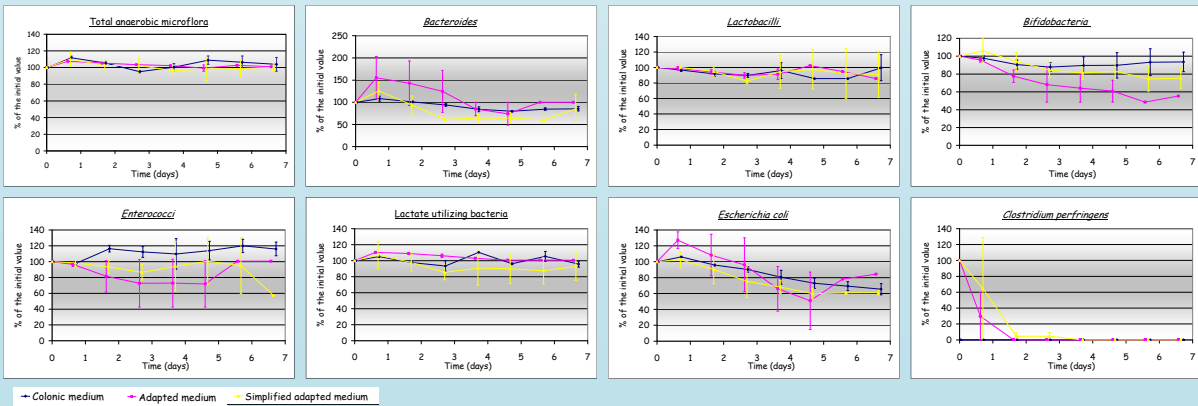 Total anaerobic microflora
% of the initial value
140
120
100
80
60
40
20
0
0 1 2 3 4 5 6 7
Time (days)
Bacteroides
% of the initial value
250
200
150
100
50
0
0 1 2 3 4 5 6 7
Time (days)
Lactobacilli
% of the initial value
140
120
100
80
60
40
20
0
0 1 2 3 4 5 6 7
Time (days)
Bifidobacteria
% of the initial value
120
100
80
60
40
20
0
0 1 2 3 4 5 6 7
Time (days)
Enterococci
% of the initial value
140
120
100
80
60
40
20
0
0 1 2 3 4 5 6 7
Time (days)
Lactate utilizing bacteria
% of the initial value
140
120
100
80
60
40
20
0
0 1 2 3 4 5 6 7
Time (days)
Escherichia coli
% of the initial value
140
120
100
80
60
40
20
0
0 1 2 3 4 5 6 7
Time (days)
Clostridium perfringens
% of the initial value
140
120
100
80
60
40
20
0
0 1 2 3 4 5 6 7
Time (days)
Colonic medium Adapted medium Simplified adapted medium